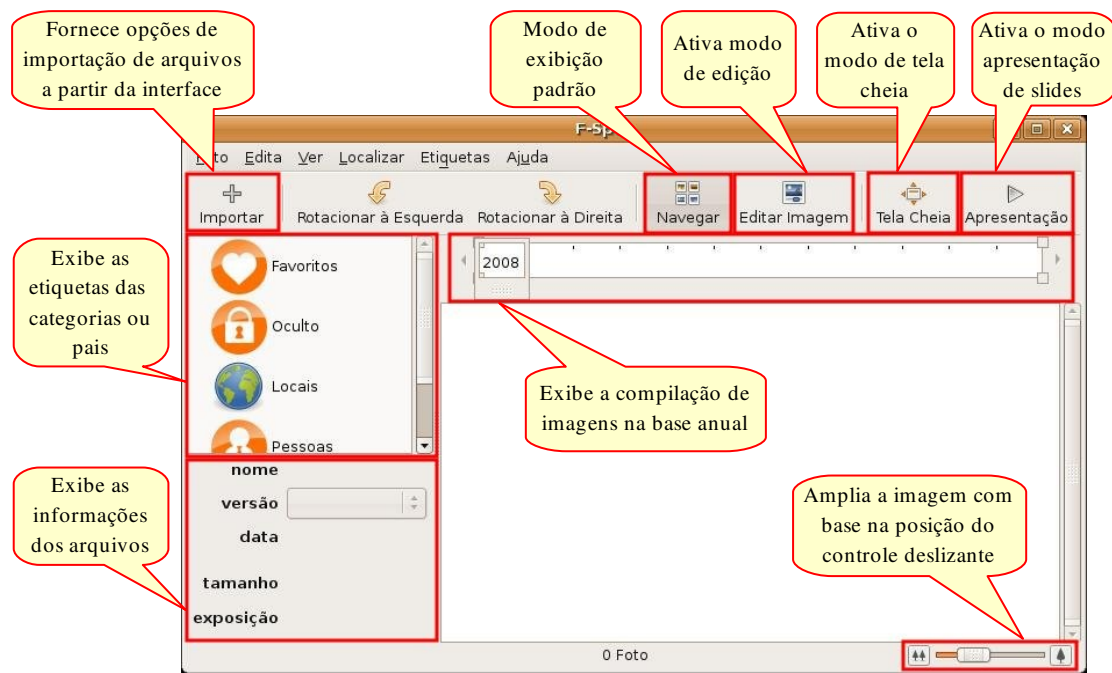 Fornece opções de
importação de arquivos
a partir da interface
Modo de
exibição
padrão
Ativa modo
de edição
Ativa o
modo de tela
cheia
Ativa o modo
apresentação
de slides
Edita Ver Localizar Etiquetas Ajuda
Importar Rotacionar à Esquerda Rotacionar à Direita Navegar Editar Imagem Tela Cheia Apresentação
Exibe as
etiquetas das
categorias ou
pais
Favoritos
Oculto
Locais
Pessoas
2008
Exibe a compilação de
imagens na base anual
Exibe as
informações
dos arquivos
nome
versão
data
tamanho
exposição
Amplia a imagem com
base na posição do
controle deslizante
0 Foto